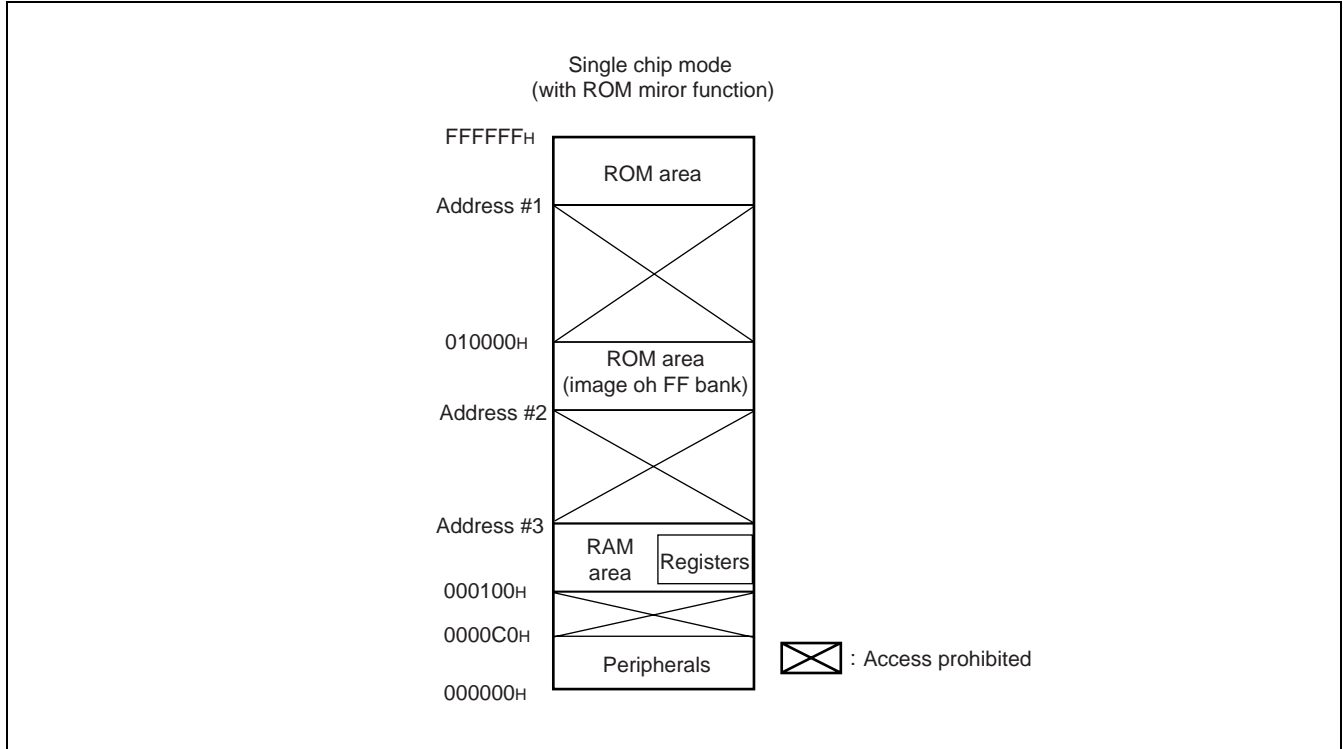 Single chip mode
(with ROM miror function)
FFFFFFH
ROM area
Address #1
010000H
ROM area
(image oh FF bank)
Address #2
Address #3
RAM
area
Registers
000100H
0000C0H
Peripherals
: Access prohibited
000000H